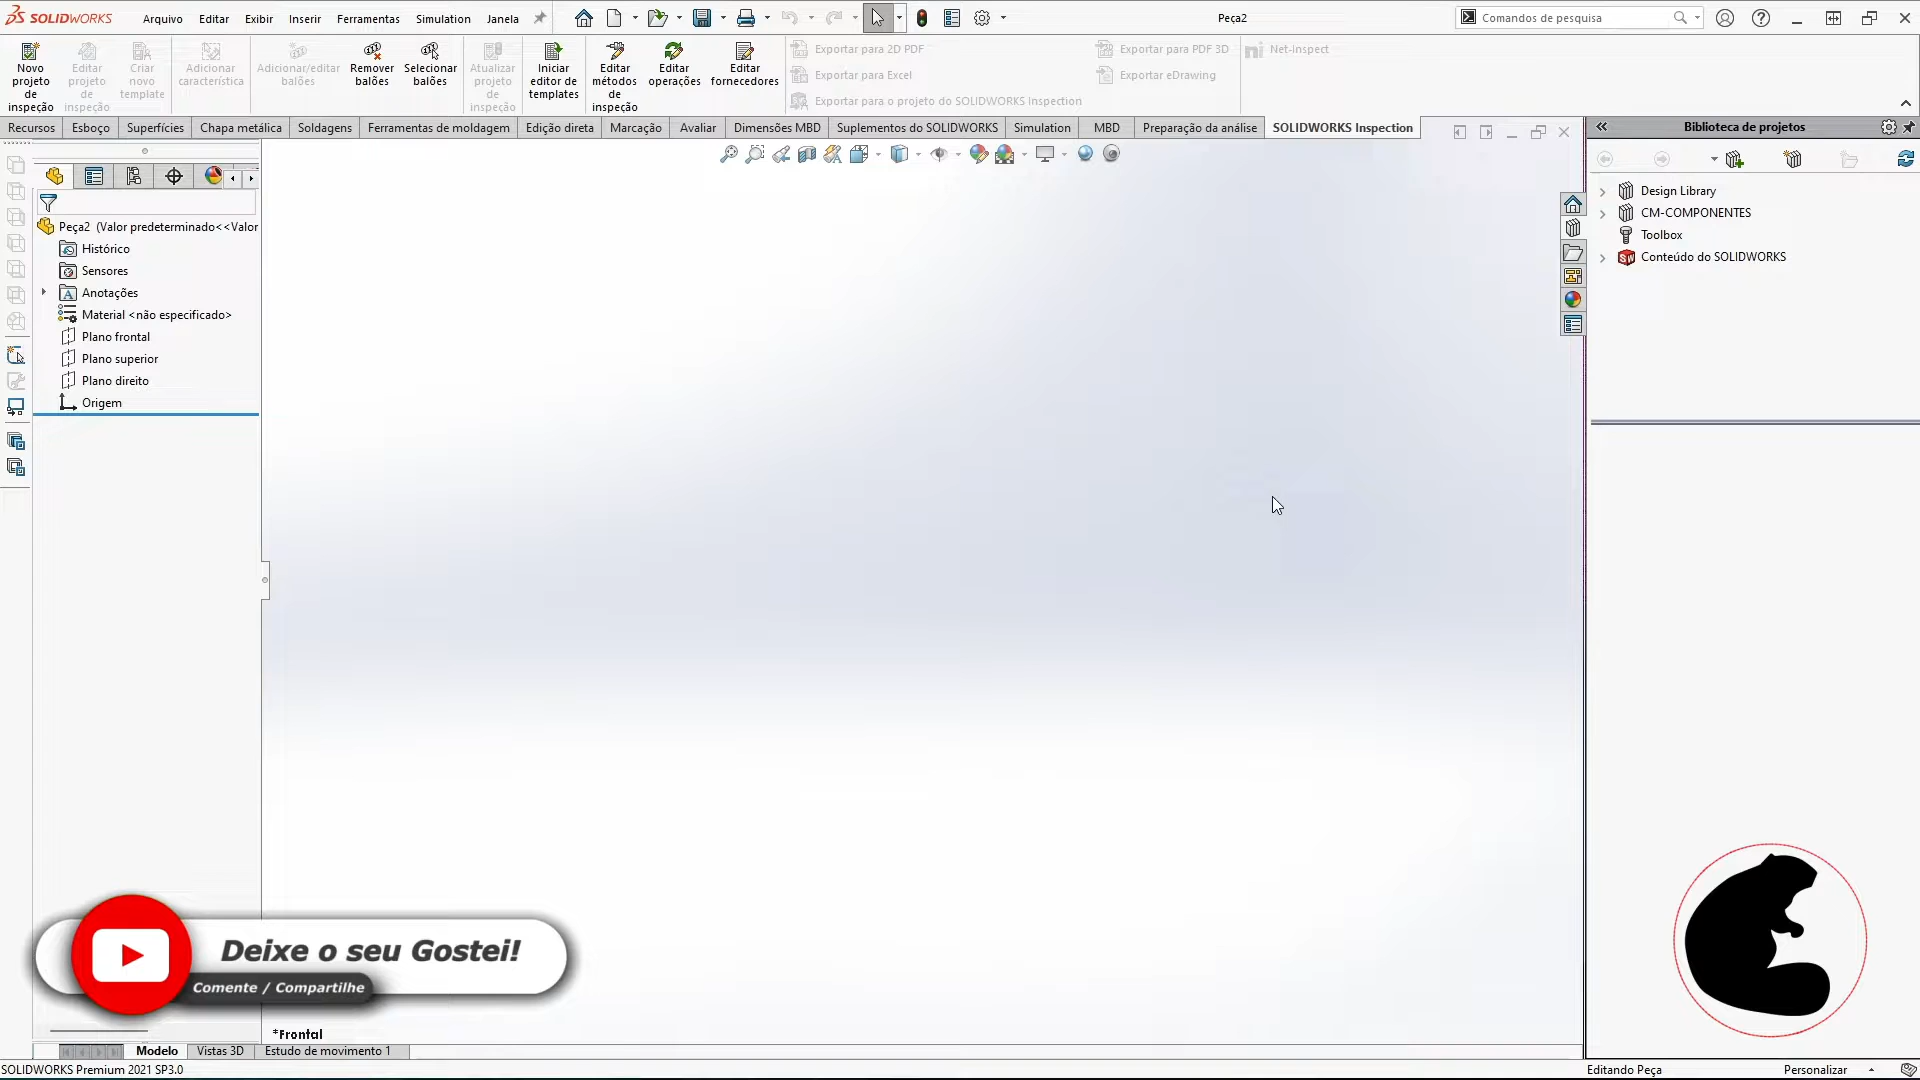 SOLIDWORKS
Arquivo
Editar
Exibir
Inserir
Ferramentas
Simulation
Janela
Peça2
Comandos de pesquisa
Novo
projeto
de
inspeção
Editar
projeto
de
inspeção
Criar
novo
template
Adicionar
característica
Adicionar/editar
balões
Remover
balões
Selecionar
balões
Atualizar
projeto
de
inspeção
Iniciar
editor de
templates
Editar
métodos
de
inspeção
Editar
operações
Editar
fornecedores
Exportar para 2D PDF
Exportar para Excel
Exportar para o projeto do SOLIDWORKS Inspection
Exportar para PDF 3D
Exportar eDrawing
Net-Inspect
Recursos
Esboço
Superfícies
Chapa metálica
Soldagens
Ferramentas de moldagem
Edição direta
Marcação
Avaliar
Dimensões MBD
Suplementos do SOLIDWORKS
Simulation
MBD
Preparação da análise
SOLIDWORKS Inspection
Biblioteca de projetos
Peça2 (Valor predeterminado<<Valor
Histórico
Sensores
Anotações
Material <não especificado>
Plano frontal
Plano superior
Plano direito
Origem
Design Library
CM-COMPONENTES
Toolbox
Conteúdo do SOLIDWORKS
Deixe o seu Gostei!
Comente / Compartilhe
*Frontal
Modelo
Vistas 3D
Estudo de movimento 1
SOLIDWORKS Premium 2021 SP3.0
Editando Peça
Personalizar